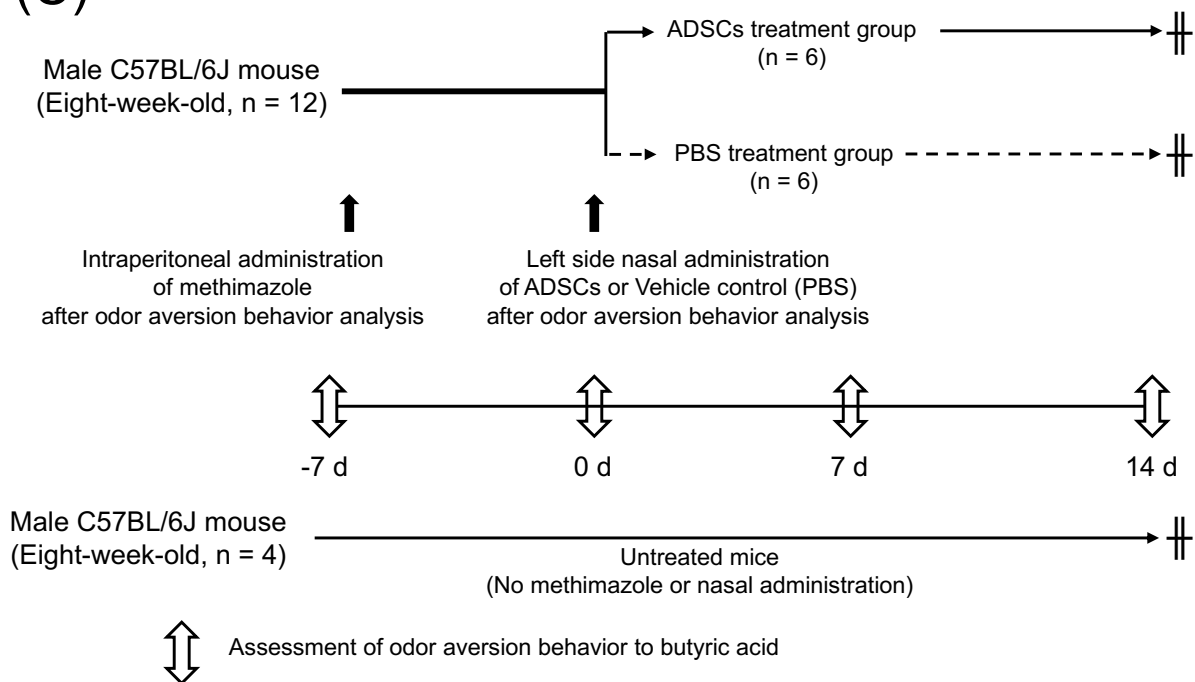 ADSCs treatment group
(n = 6)
Male C57BL/6J mouse
(Eight-week-old, n = 12)
PBS treatment group
(n = 6)
Intraperitoneal administration
of methimazole
after odor aversion behavior analysis
Left side nasal administration
of ADSCs or Vehicle control (PBS)
after odor aversion behavior analysis
-7 d
0 d
7 d
14 d
Male C57BL/6J mouse
(Eight-week-old, n = 4)
Untreated mice
(No methimazole or nasal administration)
Assessment of odor aversion behavior to butyric acid